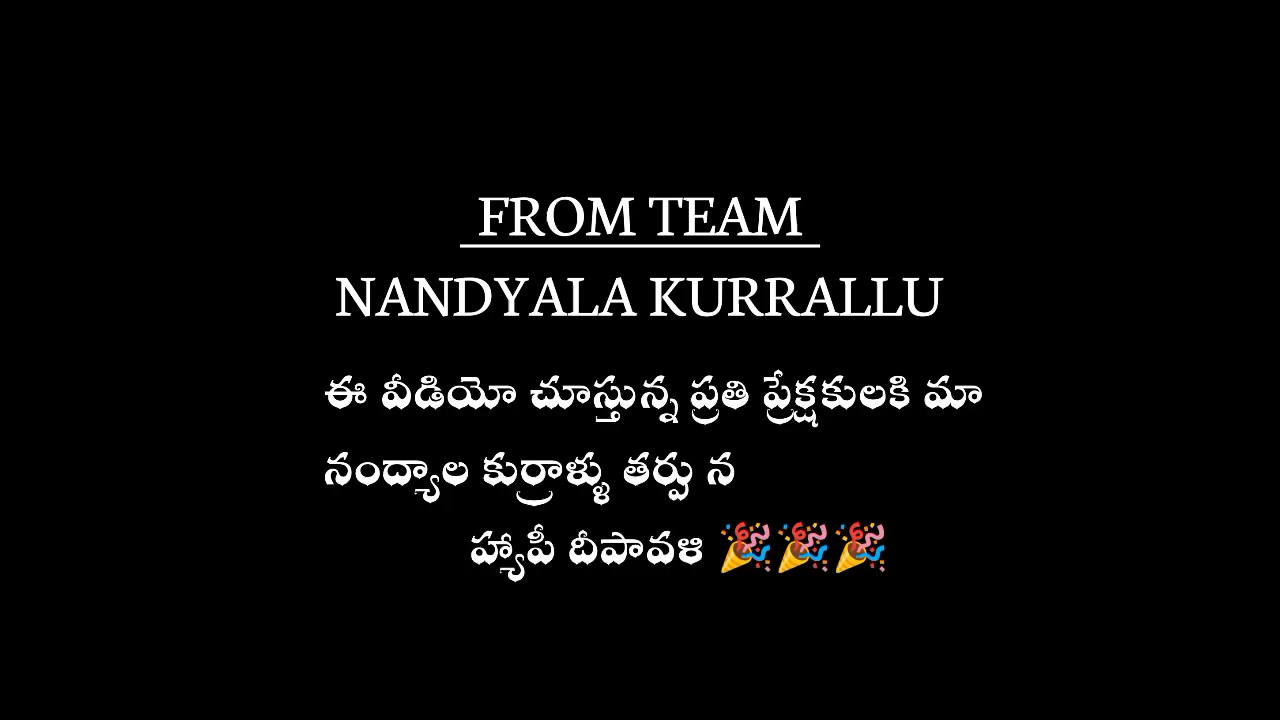 FROM TEAM
NANDYALA KURRALLU
ఈ వీడియో చూస్తున్న ప్రతి ప్రేక్షకులకి మా
నంద్యాల కుర్రాళ్ళు తర్పు న
హ్యాపీ దీపావళి 🎉🎉🎉